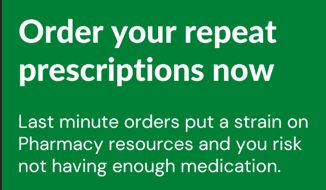 Order your repeat
prescriptions now
Last minute orders put a strain on
Pharmacy resources and you risk
not having enough medication.